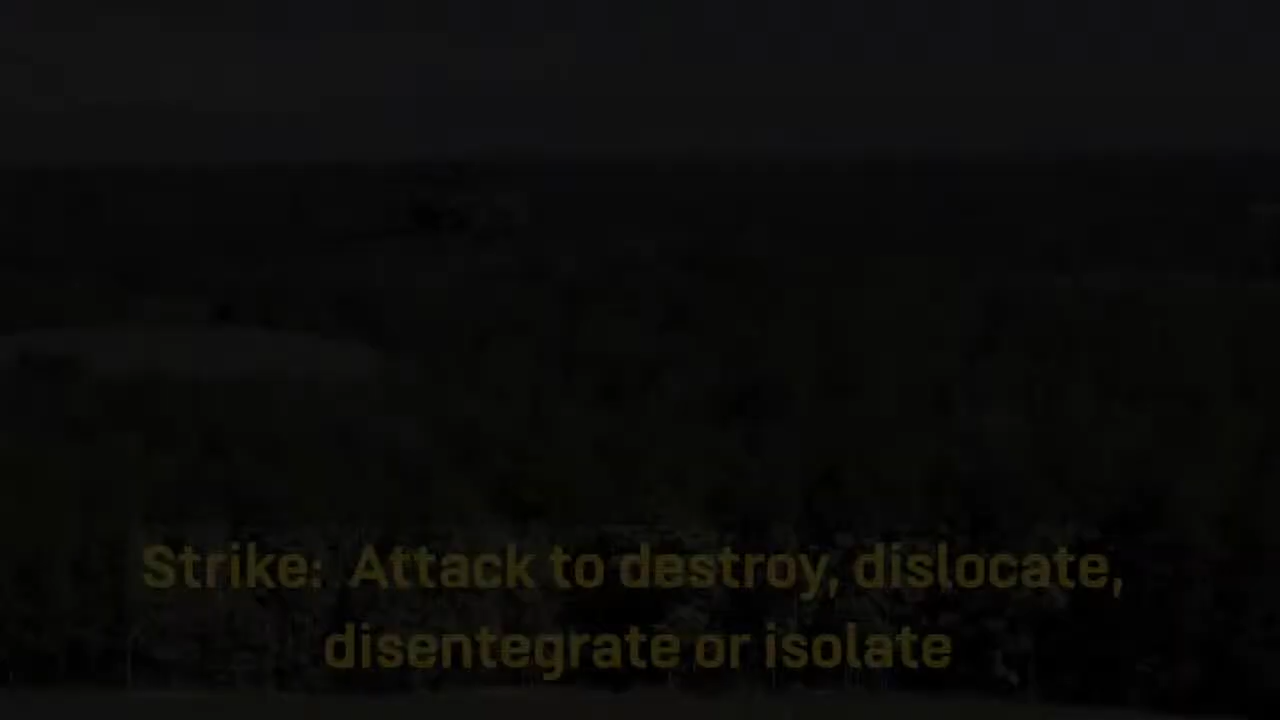 Strike: Attack to destroy, dislocate,
disentegrate or isolate